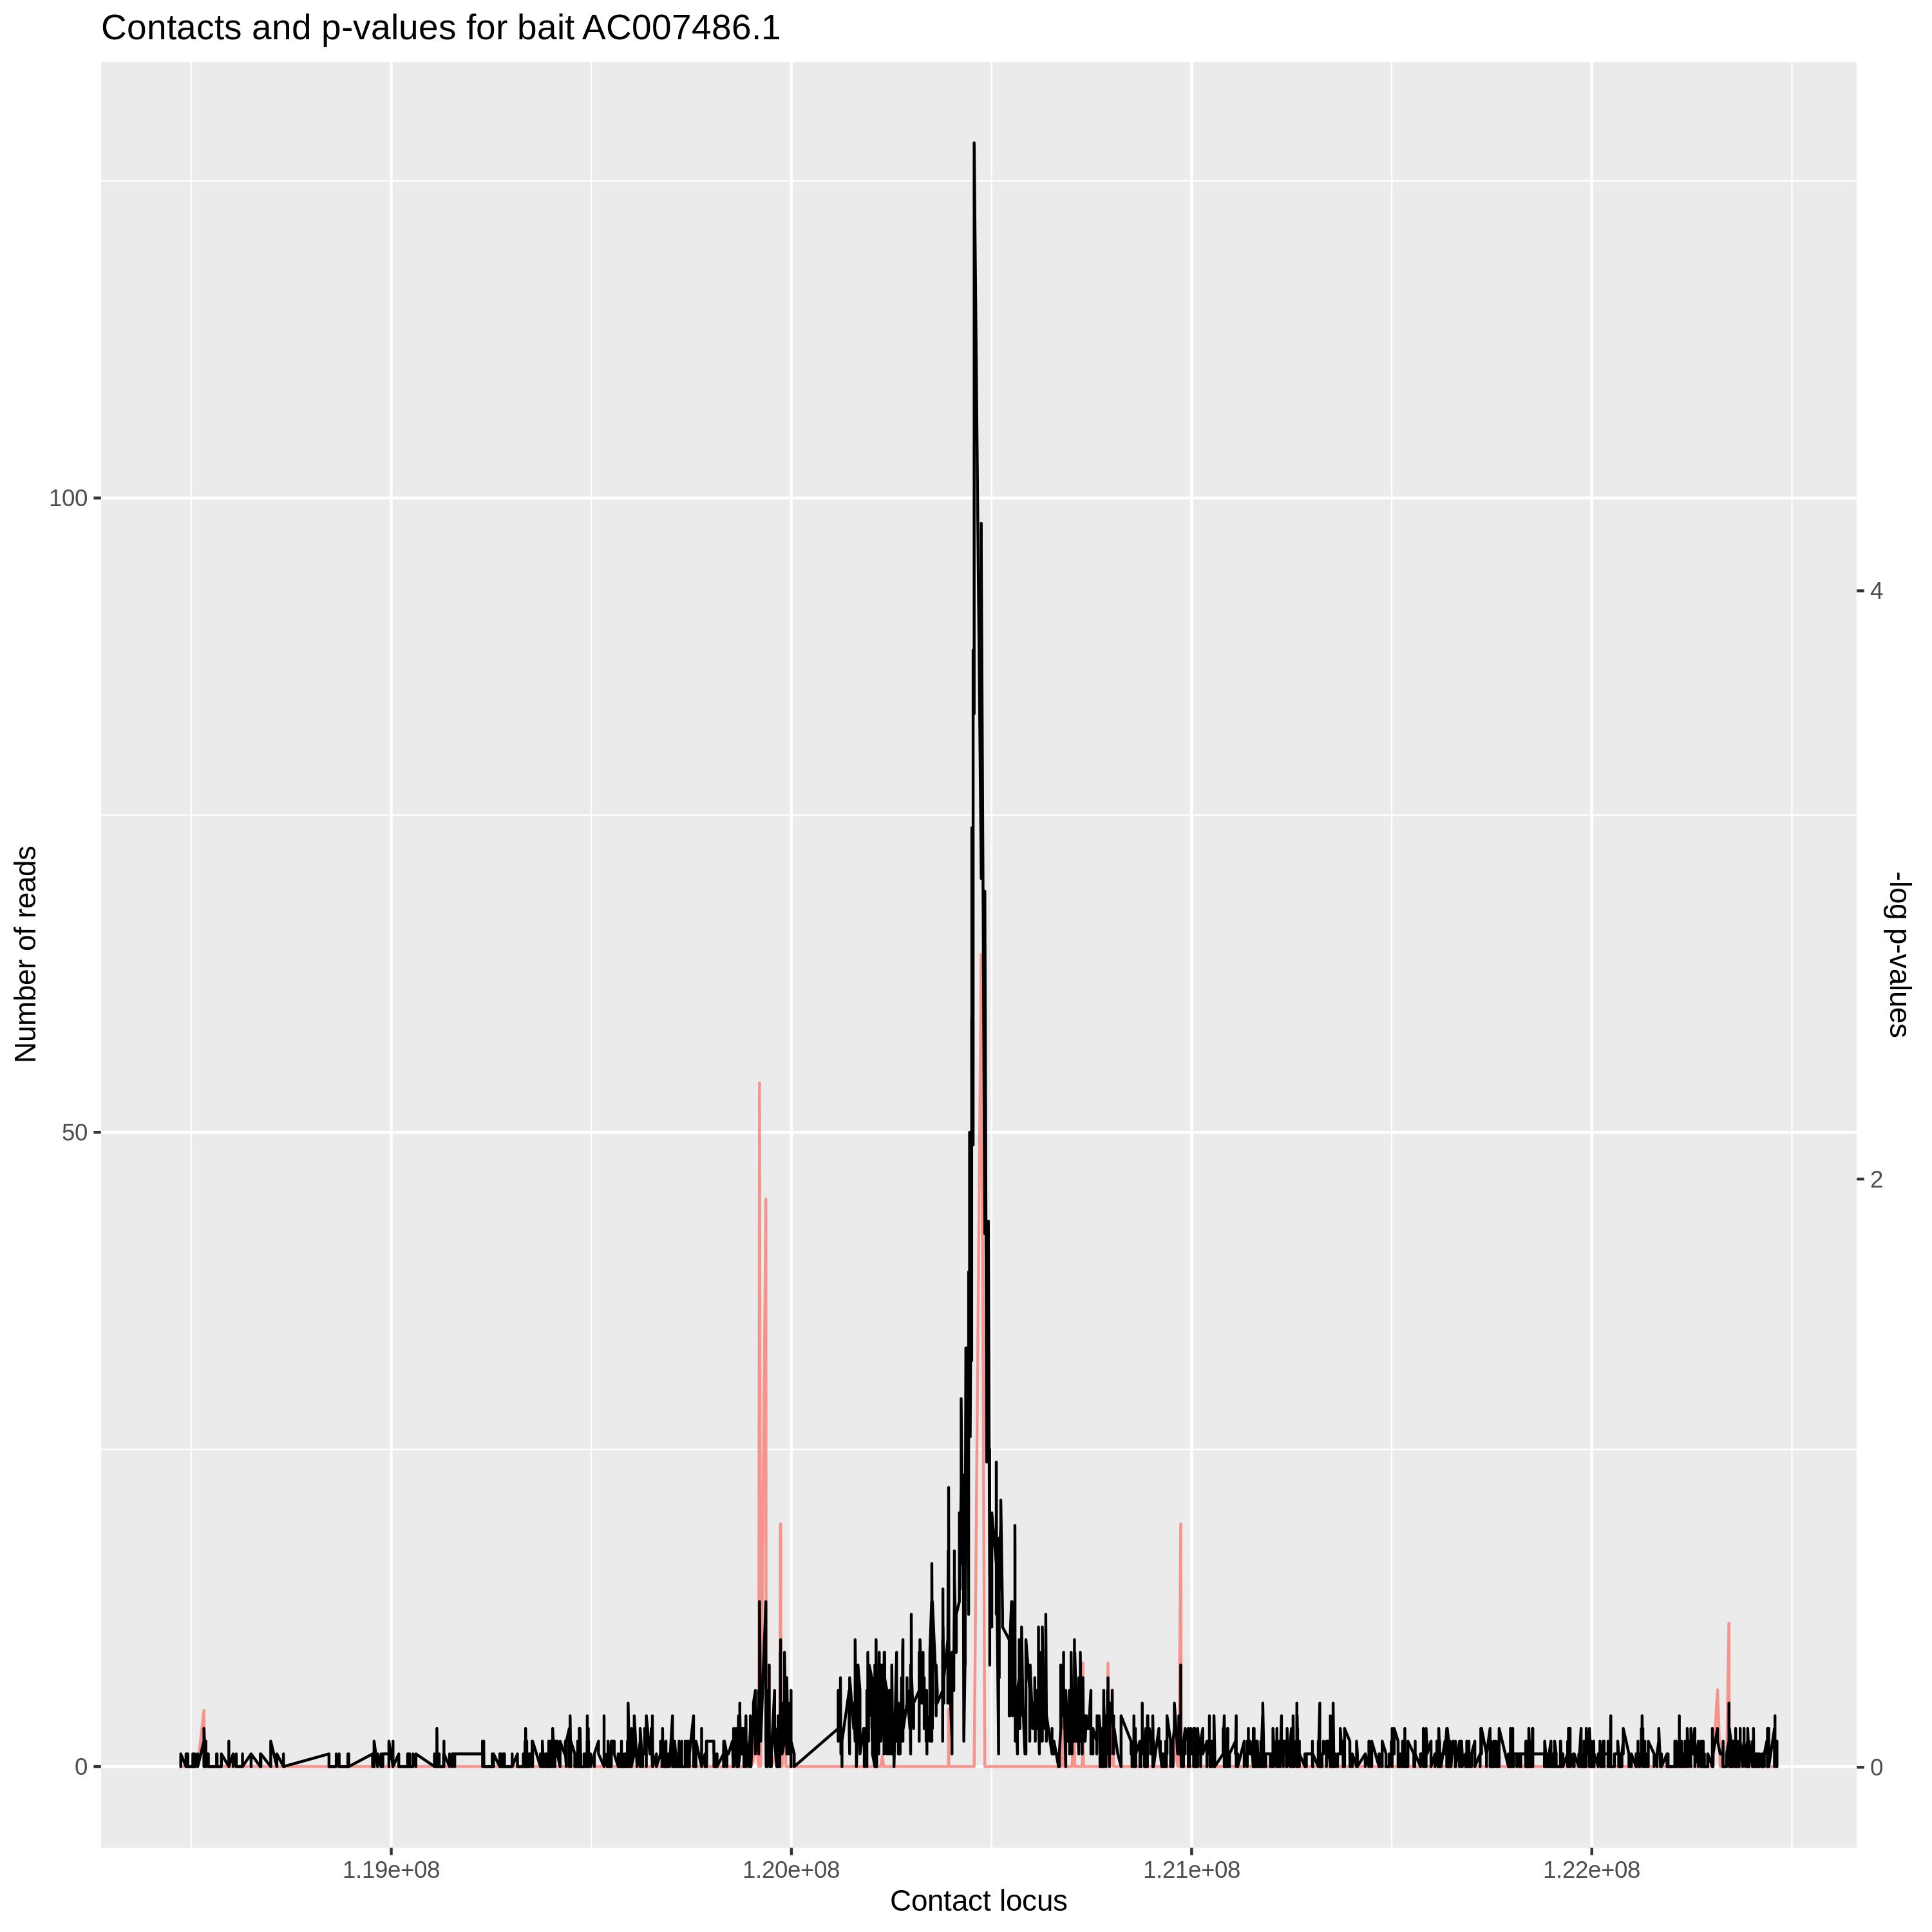 Contacts and p-values for bait AC007486.1
100
50
0
Number of reads
4
2
0
-log p-values
1.19e+08
1.20e+08
1.21e+08
1.22e+08
Contact locus